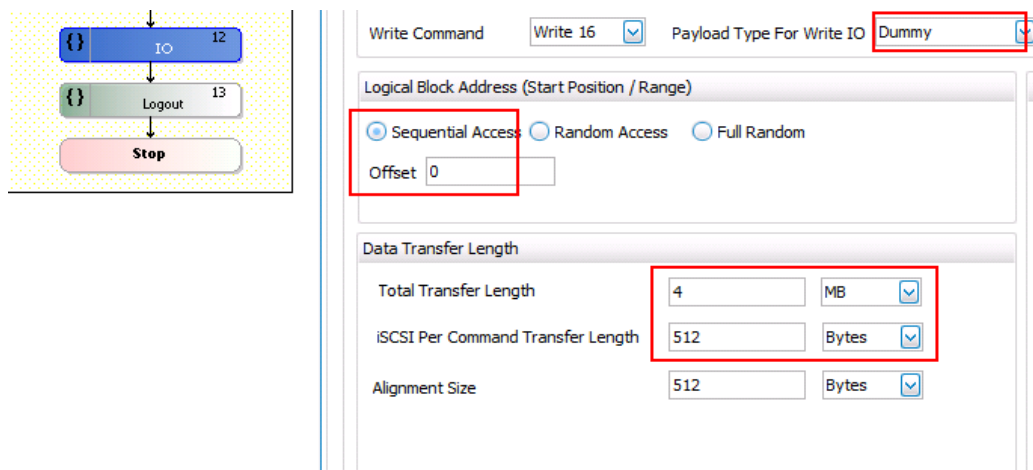 {} IO 12
{} Logout 13
Stop
Write Command Write 16 Payload Type For Write IO Dummy
Logical Block Address (Start Position / Range)
Sequential Access Random Access Full Random
Offset 0
Data Transfer Length
Total Transfer Length 4 MB
iSCSI Per Command Transfer Length 512 Bytes
Alignment Size 512 Bytes